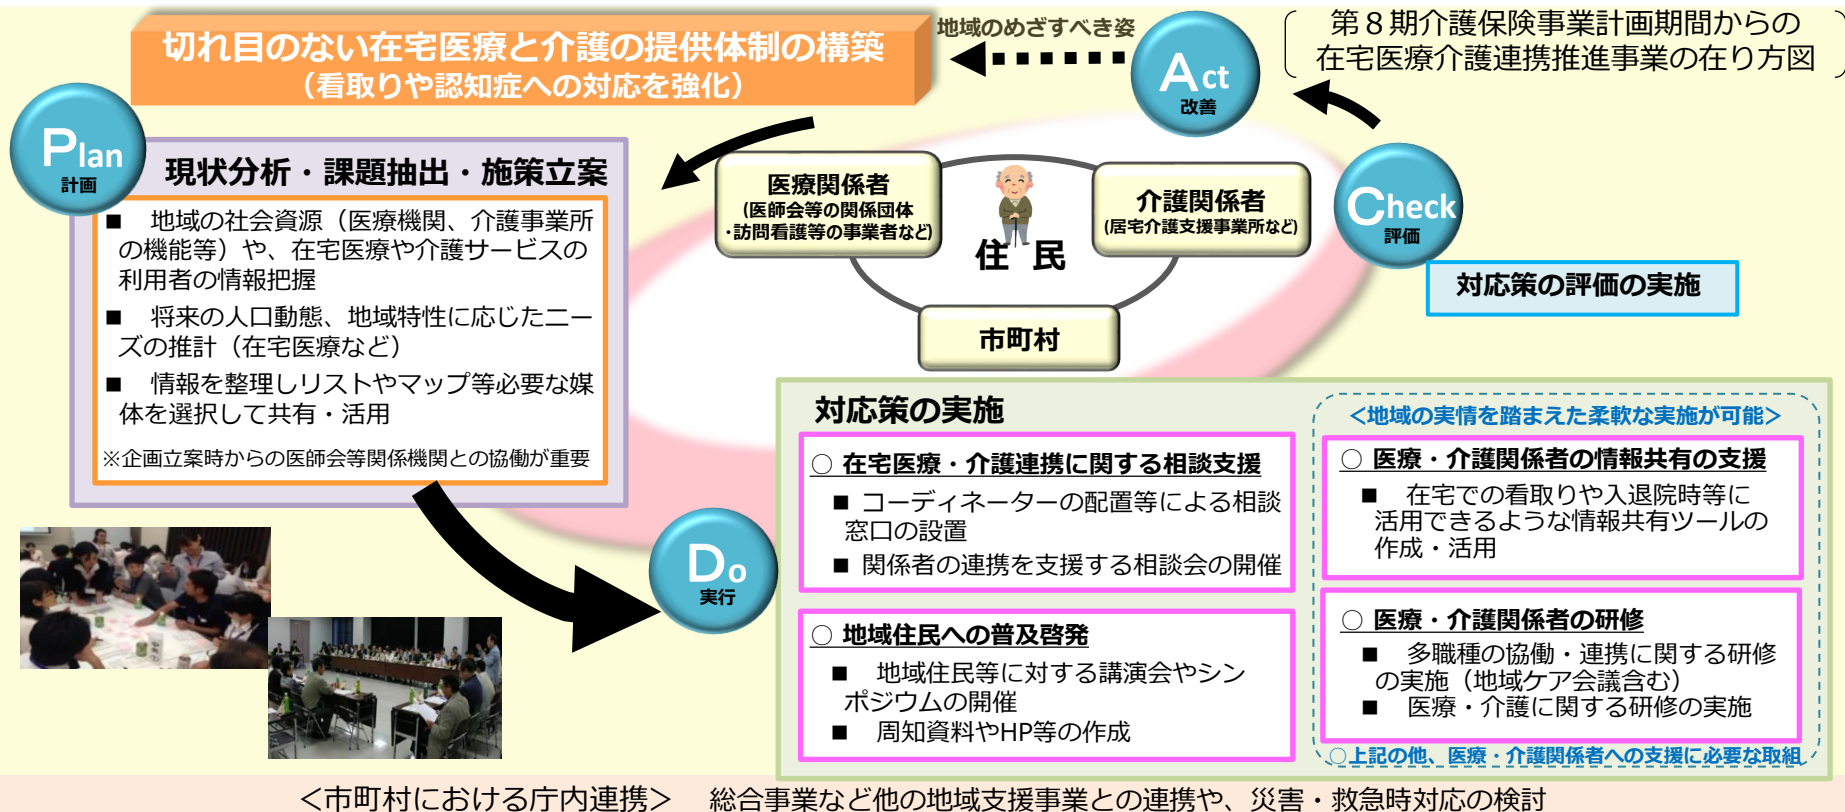 切れ目のない在宅医療と介護の提供体制の構築
（看取りや認知症への対応を強化）
地域のめざすべき姿
Act
改善
第８期介護保険事業計画期間からの
在宅医療介護連携推進事業の在り方図
Plan
計画
現状分析・課題抽出・施策立案
■ 地域の社会資源（医療機関、介護事業所
の機能等）や、在宅医療や介護サービスの
利用者の情報把握
■ 将来の人口動態、地域特性に応じたニー
ズの推計（在宅医療など）
■ 情報を整理しリストやマップ等必要な媒
体を選択して共有・活用
※企画立案時からの医師会等関係機関との協働が重要
医療関係者
(医師会等の関係団体
・訪問看護等の事業者など)
住 民
介護関係者
(居宅介護支援事業所など)
市町村
Check
評価
対応策の評価の実施
Do
実行
対応策の実施
○ 在宅医療・介護連携に関する相談支援
■ コーディネーターの配置等による相談
窓口の設置
■ 関係者の連携を支援する相談会の開催
○ 地域住民への普及啓発
■ 地域住民等に対する講演会やシン
ポジウムの開催
■ 周知資料やHP等の作成
＜地域の実情を踏まえた柔軟な実施が可能＞
○ 医療・介護関係者の情報共有の支援
■ 在宅での看取りや入退院時等に
活用できるような情報共有ツールの
作成・活用
○ 医療・介護関係者の研修
■ 多職種の協働・連携に関する研修
の実施（地域ケア会議含む）
■ 医療・介護に関する研修の実施
○上記の他、医療・介護関係者への支援に必要な取組
＜市町村における庁内連携＞ 総合事業など他の地域支援事業との連携や、災害・救急時対応の検討